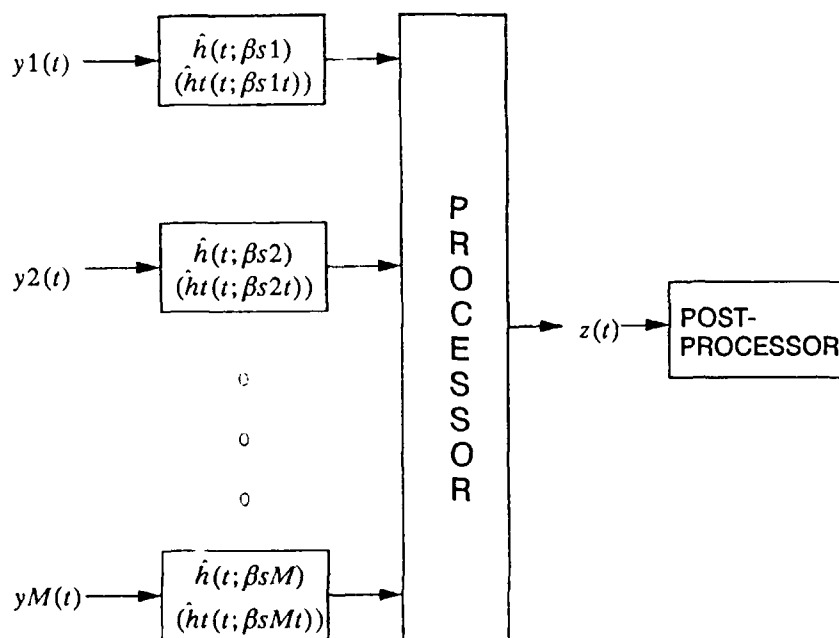 y1(t)
ĥ(t;βs1)
(ĥt(t;βs1t))
y2(t)
ĥ(t;βs2)
(ĥt(t;βs2t))
o
o
o
yM(t)
ĥ(t;βsM)
(ĥt(t;βsMt))
PROCESSOR
z(t)
POST-
PROCESSOR